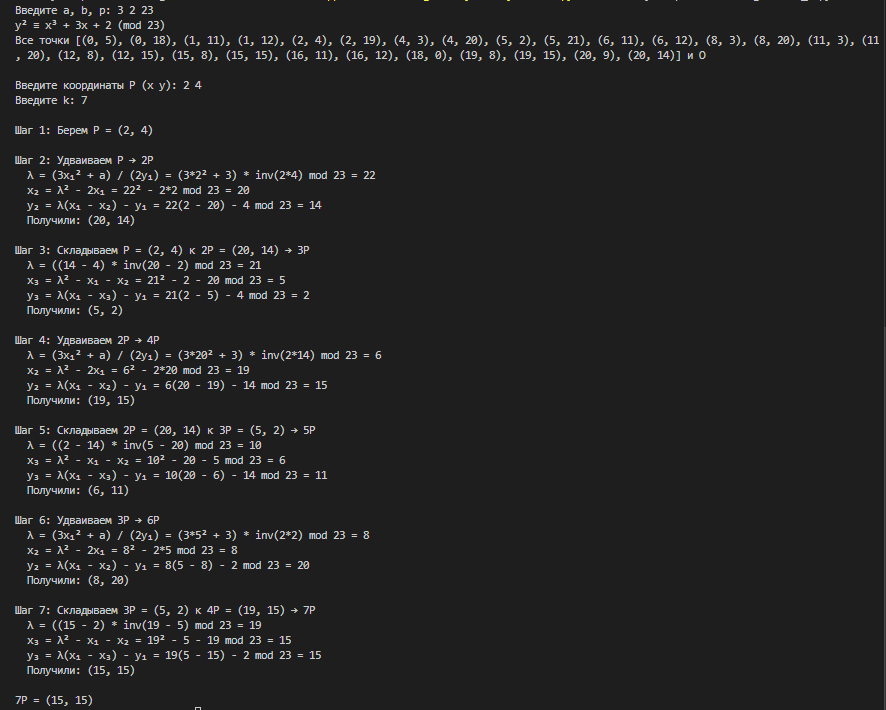 Введите a, b, p: 3 2 23
y² ≡ x³ + 3x + 2 (mod 23)
Все точки [(0, 5), (0, 18), (1, 11), (1, 12), (2, 4), (2, 19), (4, 3), (4, 20), (5, 2), (5, 21), (6, 11), (6, 12), (8, 3), (8, 20), (11, 3), (11
, 20), (12, 8), (12, 15), (15, 8), (15, 15), (16, 11), (16, 12), (18, 0), (19, 8), (19, 15), (20, 9), (20, 14)] и O
Введите координаты P (x y): 2 4
Введите k: 7
Шаг 1: Берем P = (2, 4)
Шаг 2: Удваиваем P → 2P
λ = (3x₁² + a) / (2y₁) = (3*2² + 3) * inv(2*4) mod 23 = 22
x₂ = λ² - 2x₁ = 22² - 2*2 mod 23 = 20
y₂ = λ(x₁ - x₂) - y₁ = 22(2 - 20) - 4 mod 23 = 14
Получили: (20, 14)
Шаг 3: Складываем P = (2, 4) к 2P = (20, 14) → 3P
λ = ((14 - 4) * inv(20 - 2) mod 23 = 21
x₃ = λ² - x₁ - x₂ = 21² - 2 - 20 mod 23 = 5
y₃ = λ(x₁ - x₃) - y₁ = 21(2 - 5) - 4 mod 23 = 2
Получили: (5, 2)
Шаг 4: Удваиваем 2P → 4P
λ = (3x₁² + a) / (2y₁) = (3*20² + 3) * inv(2*14) mod 23 = 6
x₂ = λ² - 2x₁ = 6² - 2*20 mod 23 = 19
y₂ = λ(x₁ - x₂) - y₁ = 6(20 - 19) - 14 mod 23 = 15
Получили: (19, 15)
Шаг 5: Складываем 2P = (20, 14) к 3P = (5, 2) → 5P
λ = ((2 - 14) * inv(5 - 20) mod 23 = 10
x₃ = λ² - x₁ - x₂ = 10² - 20 - 5 mod 23 = 6
y₃ = λ(x₁ - x₃) - y₁ = 10(20 - 6) - 14 mod 23 = 11
Получили: (6, 11)
Шаг 6: Удваиваем 3P → 6P
λ = (3x₁² + a) / (2y₁) = (3*5² + 3) * inv(2*2) mod 23 = 8
x₂ = λ² - 2x₁ = 8² - 2*5 mod 23 = 8
y₂ = λ(x₁ - x₂) - y₁ = 8(5 - 8) - 2 mod 23 = 20
Получили: (8, 20)
Шаг 7: Складываем 3P = (5, 2) к 4P = (19, 15) → 7P
λ = ((15 - 2) * inv(19 - 5) mod 23 = 19
x₃ = λ² - x₁ - x₂ = 19² - 5 - 19 mod 23 = 15
y₃ = λ(x₁ - x₃) - y₁ = 19(5 - 15) - 2 mod 23 = 15
Получили: (15, 15)
7P = (15, 15)